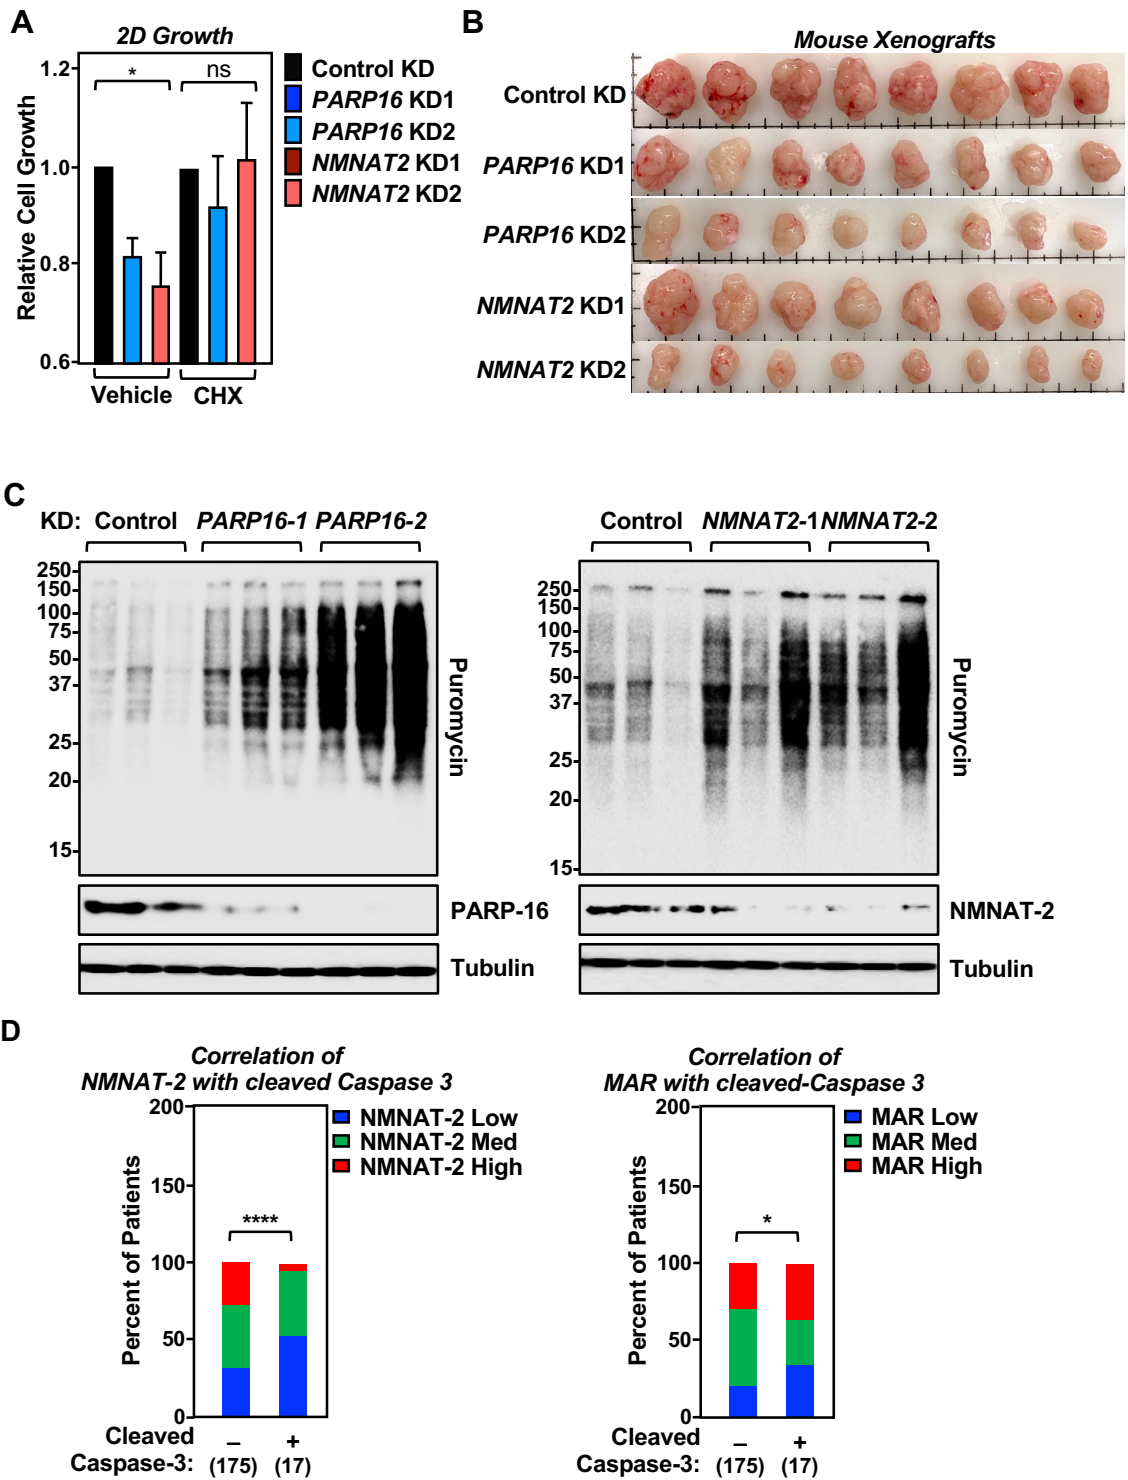 A
2D Growth
Relative Cell Growth
1.2
1.0
0.8
0.6
*
ns
Vehicle
CHX
Control KD
PARP16 KD1
PARP16 KD2
NMNAT2 KD1
NMNAT2 KD2
B
Mouse Xenografts
Control KD
PARP16 KD1
PARP16 KD2
NMNAT2 KD1
NMNAT2 KD2
C
KD: Control PARP16-1 PARP16-2
250
150
100
75
50
37
25
20
15
Puromycin
PARP-16
Tubulin
Control NMNAT2-1 NMNAT2-2
250
150
100
75
50
37
25
20
15
Puromycin
NMNAT-2
Tubulin
D
Correlation of
NMNAT-2 with cleaved Caspase 3
Percent of Patients
200
150
100
50
0
****
NMNAT-2 Low
NMNAT-2 Med
NMNAT-2 High
Cleaved – +
Caspase-3: (175) (17)
Correlation of
MAR with cleaved-Caspase 3
Percent of Patients
200
150
100
50
0
*
MAR Low
MAR Med
MAR High
Cleaved – +
Caspase-3: (175) (17)